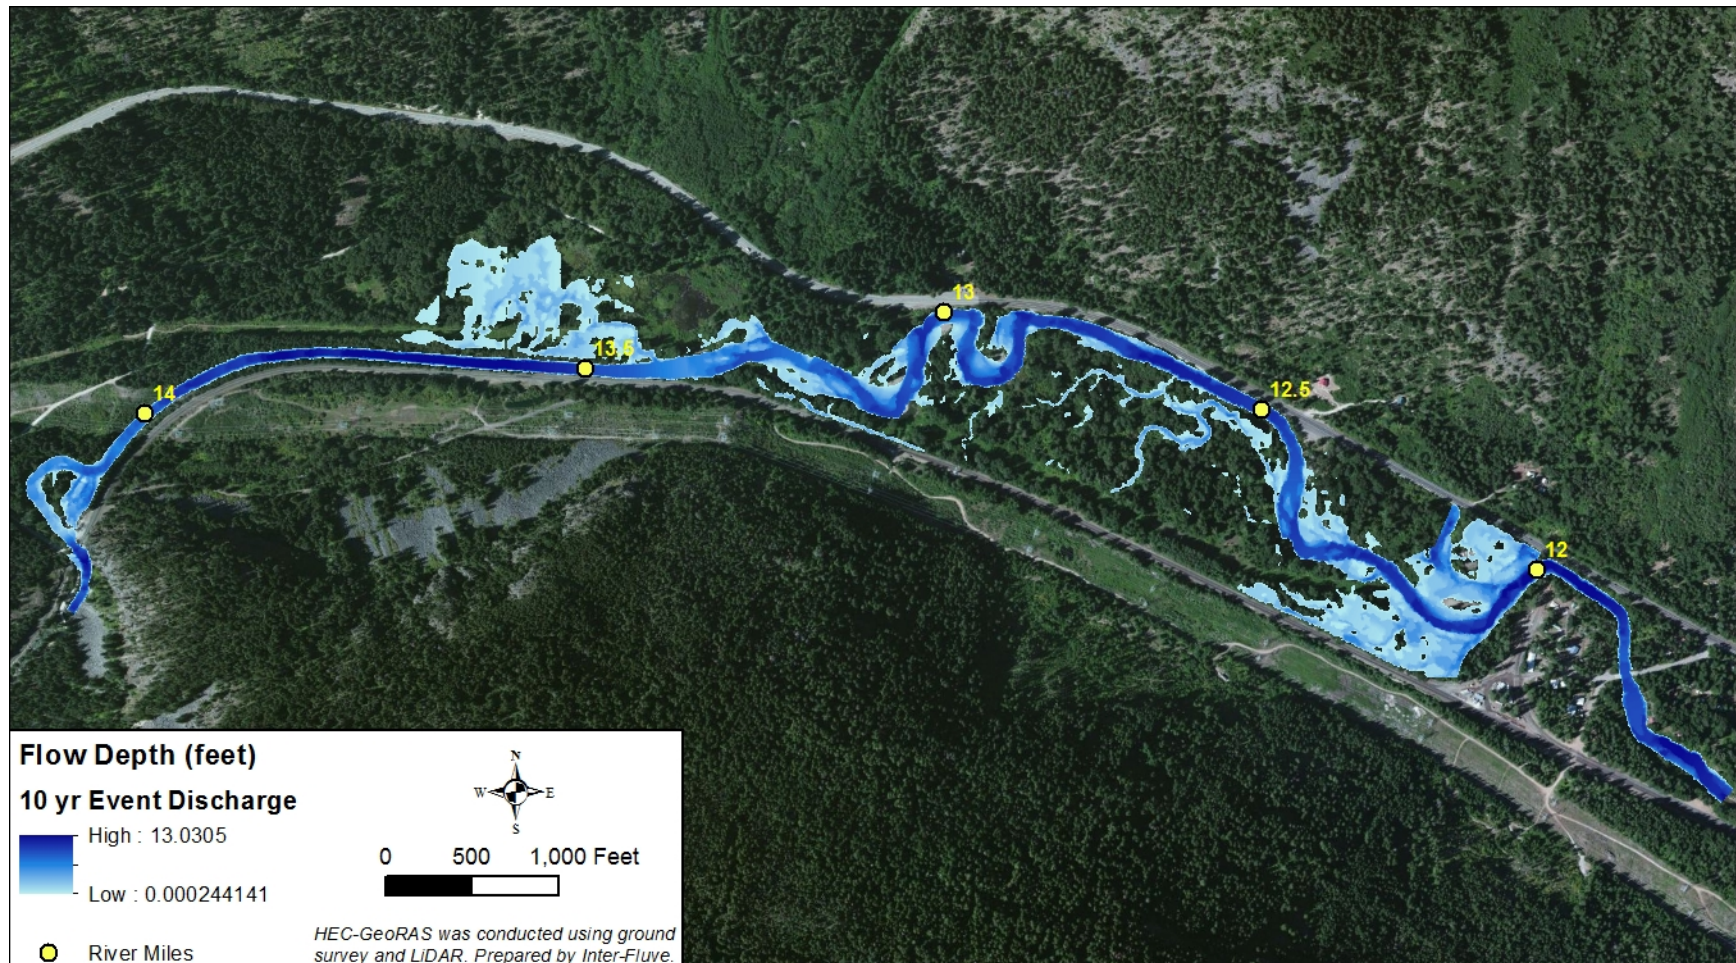 13
13.5
12.5
14
12
Flow Depth (feet)
10 yr Event Discharge
High : 13.0305
Low : 0.000244141
River Miles
N
W E
S
0 500 1,000 Feet
HEC-GeoRAS was conducted using ground
survey and LiDAR. Prepared by Inter-Fluve.